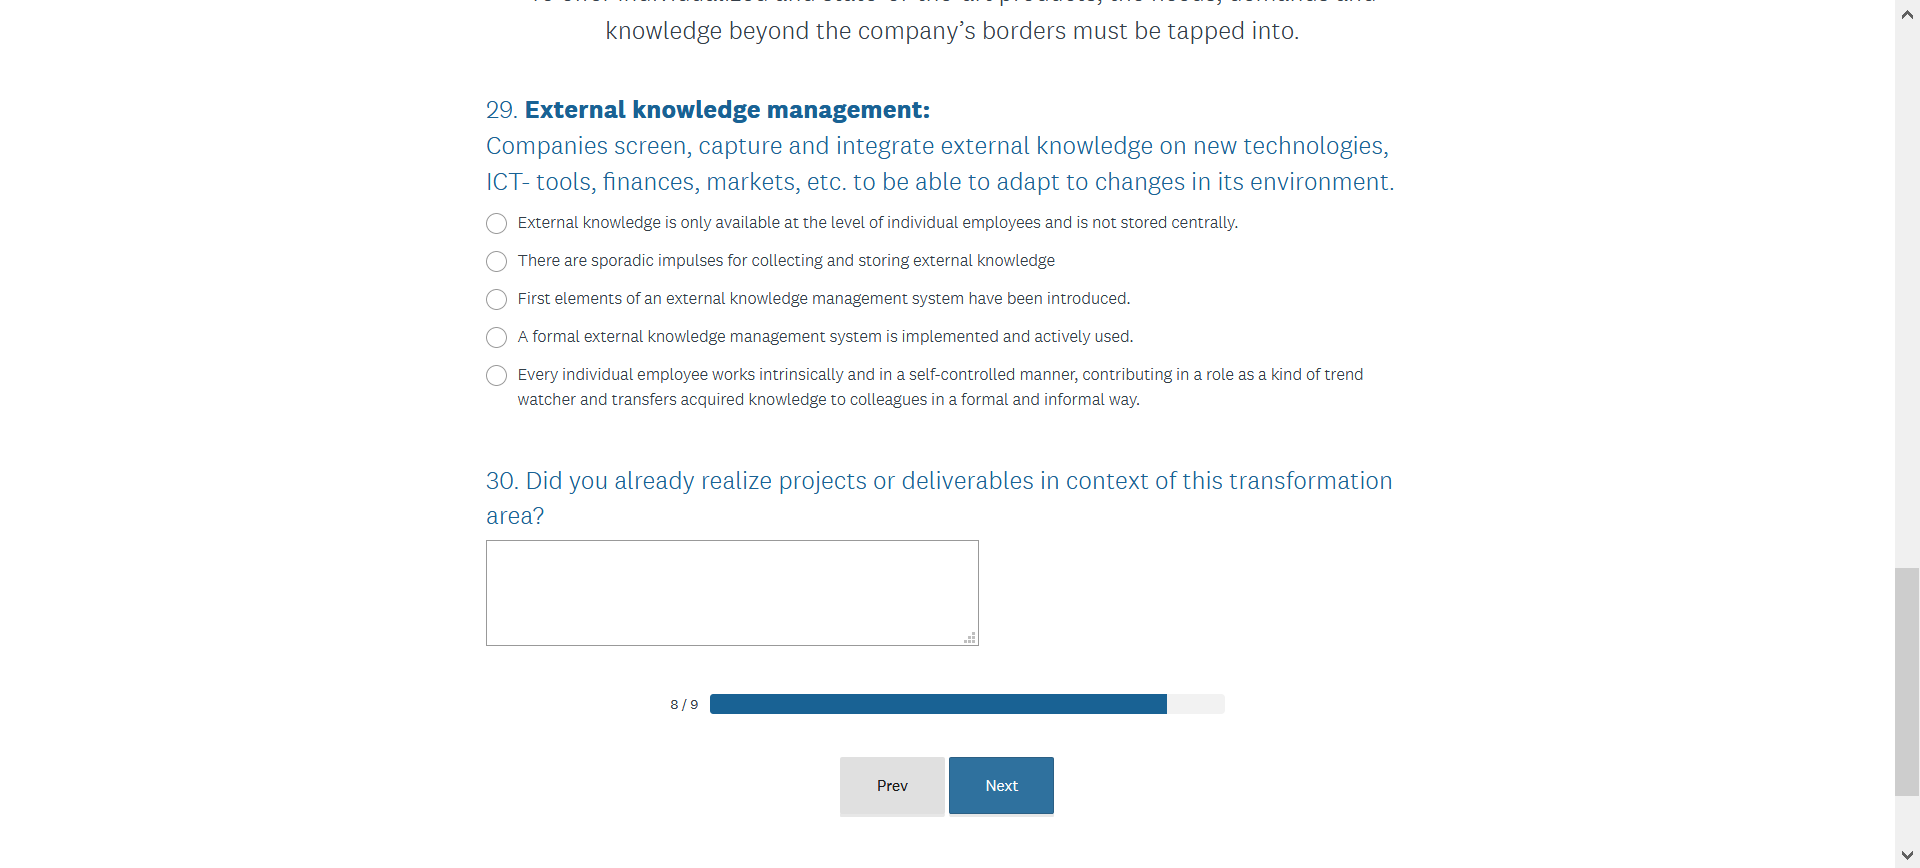 knowledge beyond the company’s borders must be tapped into.
29. External knowledge management:
Companies screen, capture and integrate external knowledge on new technologies,
ICT- tools, finances, markets, etc. to be able to adapt to changes in its environment.
External knowledge is only available at the level of individual employees and is not stored centrally.
There are sporadic impulses for collecting and storing external knowledge
First elements of an external knowledge management system have been introduced.
A formal external knowledge management system is implemented and actively used.
Every individual employee works intrinsically and in a self-controlled manner, contributing in a role as a kind of trend
watcher and transfers acquired knowledge to colleagues in a formal and informal way.
30. Did you already realize projects or deliverables in context of this transformation
area?
8 / 9
Prev
Next